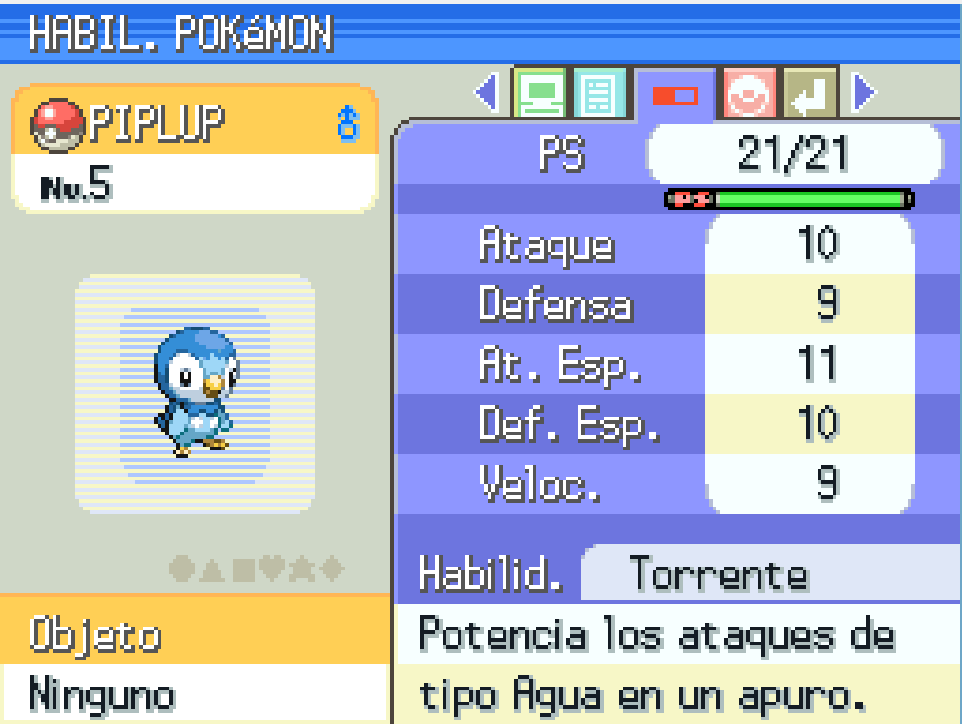 HABIL. POKéMON
PIPLUP ♂
Nv.5
PS 21/21
PS
Ataque 10
Defensa 9
At. Esp. 11
Def. Esp. 10
Veloc. 9
Habilid. Torrente
Potencia los ataques de
tipo Agua en un apuro.
Objeto
Ninguno